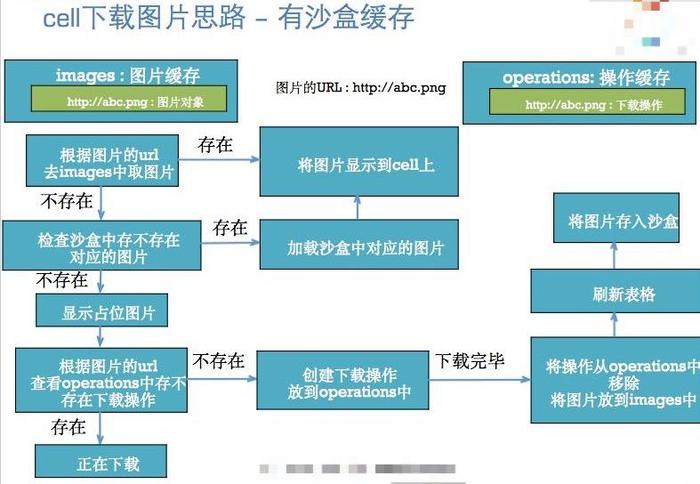 cell下载图片思路 – 有沙盒缓存
images : 图片缓存
http://abc.png : 图片对象
图片的URL : http://abc.png
operations: 操作缓存
http://abc.png : 下载操作
根据图片的url
去images中取图片
存在
将图片显示到cell上
不存在
检查沙盒中存不存在
对应的图片
存在
加载沙盒中对应的图片
将图片存入沙盒
不存在
显示占位图片
刷新表格
根据图片的url
查看operations中存不
存在下载操作
不存在
创建下载操作
放到operations中
下载完毕
将操作从operations中
移除
将图片放到images中
存在
正在下载